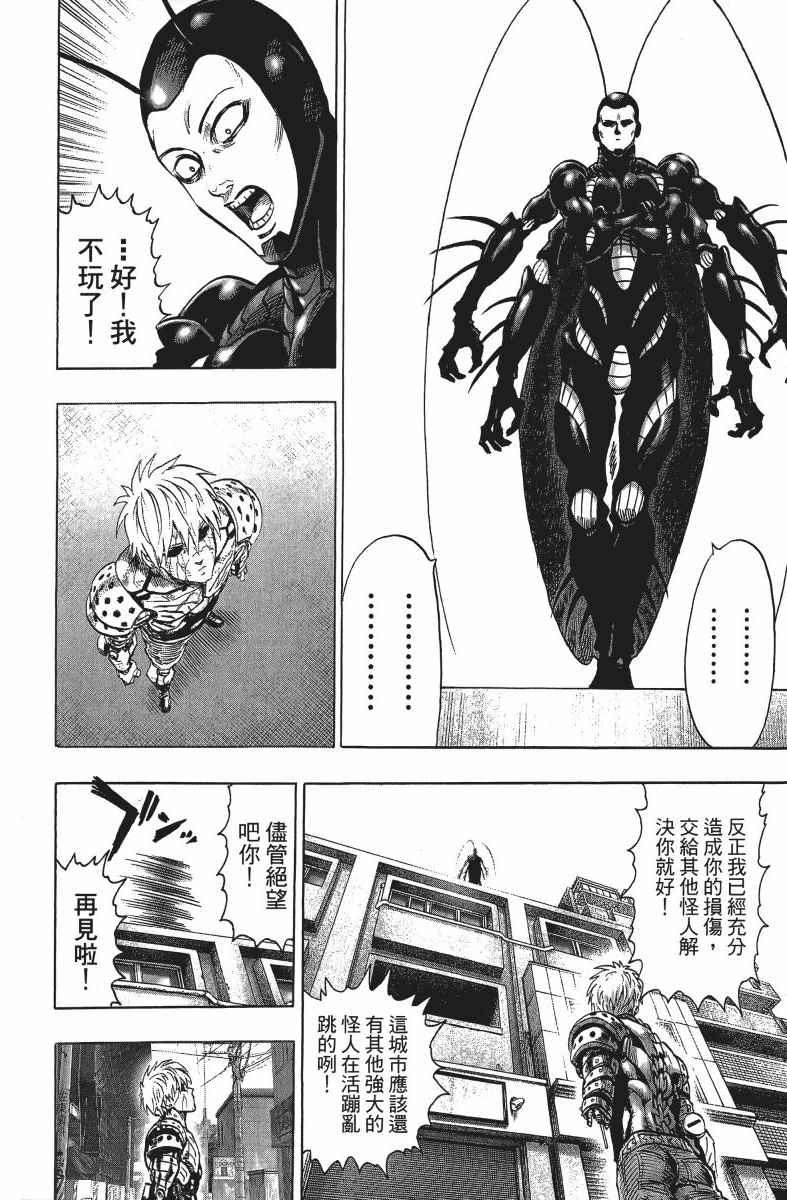 ⋯⋯⋯
⋯⋯⋯⋯
⋯好！我
不玩了！
反正我已經充分
造成你的損傷，
交給其他怪人解
決你就好！
這城市應該還
有其他強大的
怪人在活蹦亂
跳的咧！
儘管絕望
吧你！
再見啦！